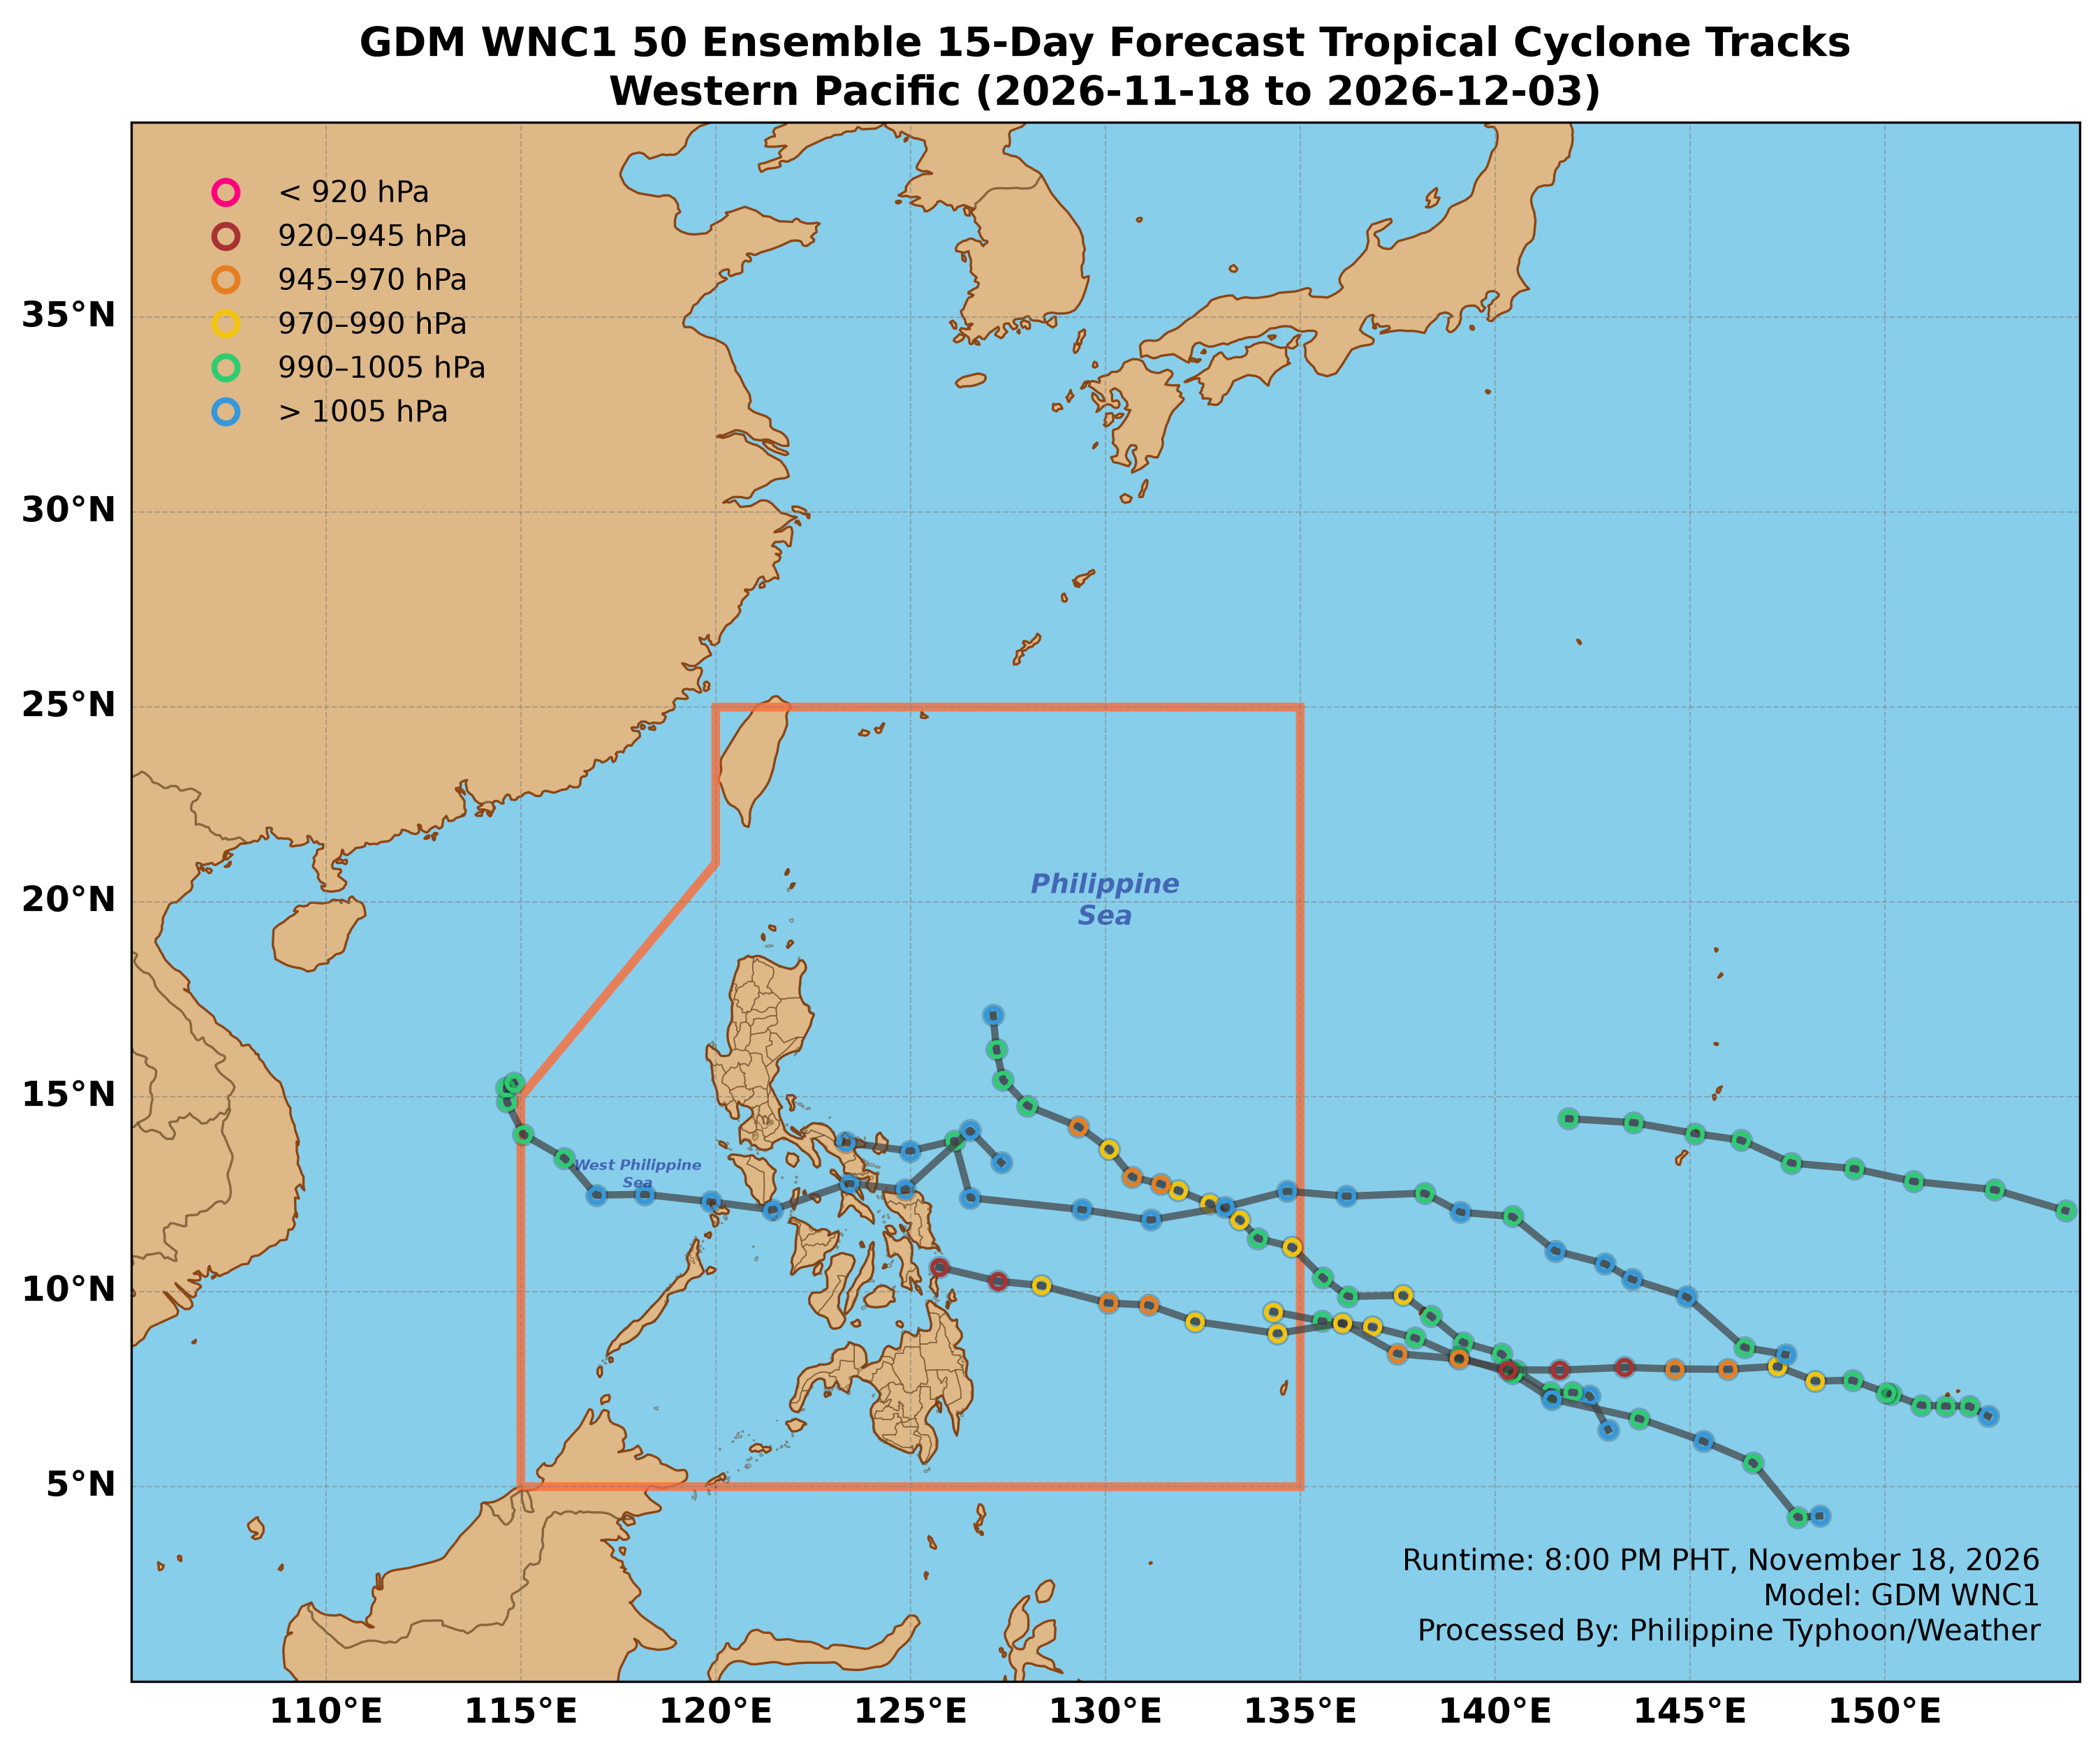 GDM WNC1 50 Ensemble 15-Day Forecast Tropical Cyclone Tracks
Western Pacific (2026-11-18 to 2026-12-03)
< 920 hPa
920–945 hPa
945–970 hPa
970–990 hPa
990–1005 hPa
> 1005 hPa
35°N
30°N
25°N
20°N
15°N
10°N
5°N
Philippine
Sea
West Philippine
Sea
Runtime: 8:00 PM PHT, November 18, 2026
Model: GDM WNC1
Processed By: Philippine Typhoon/Weather
110°E 115°E 120°E 125°E 130°E 135°E 140°E 145°E 150°E